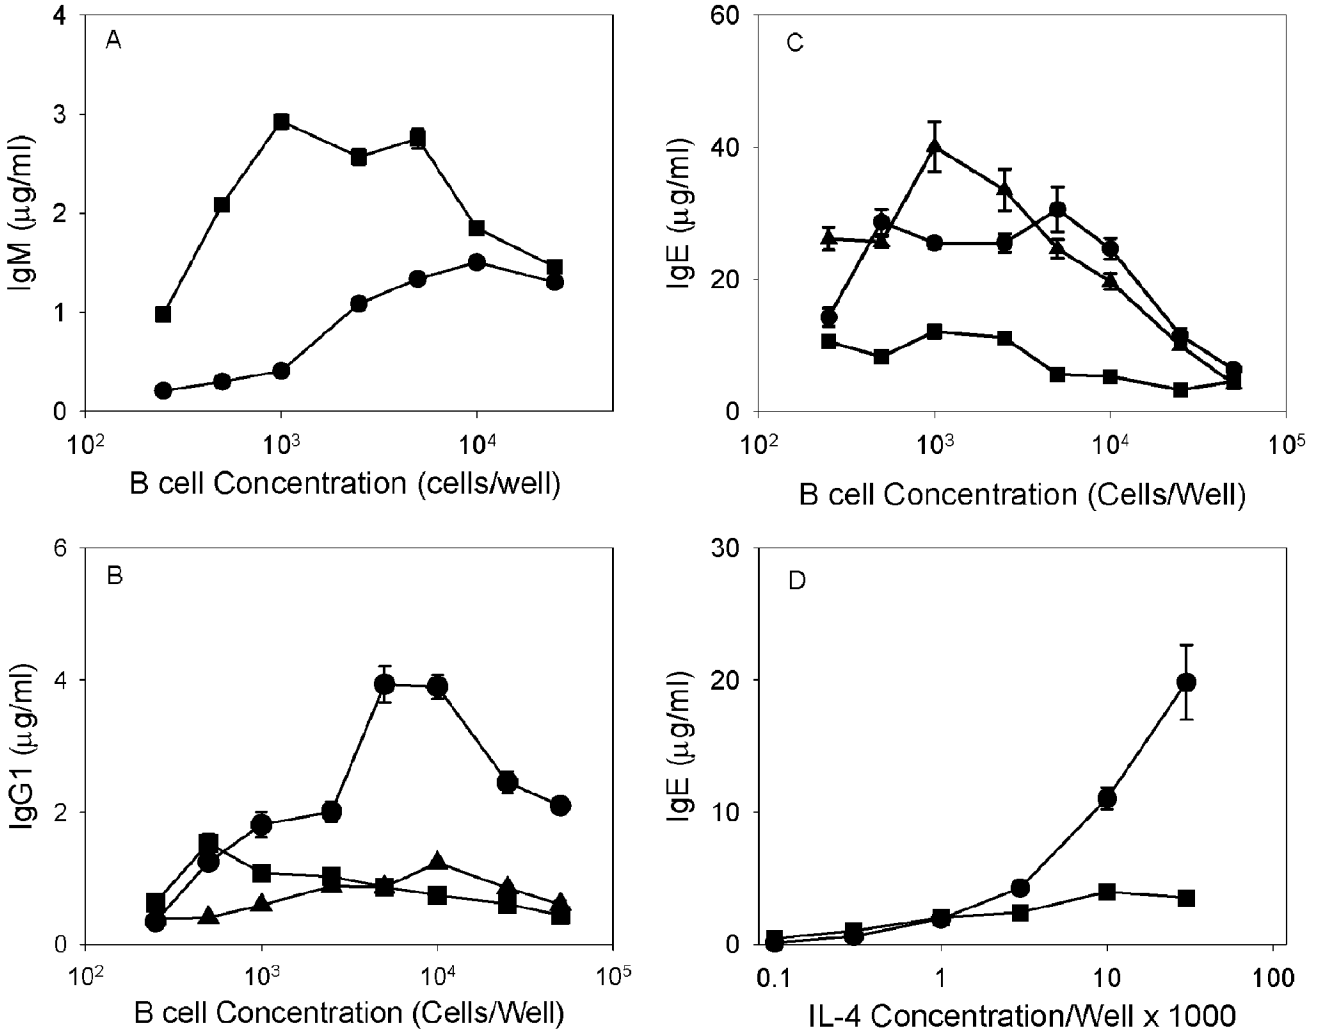 A
4
3
2
1
0
IgM (μg/ml)
10² 10³ 10⁴
B cell Concentration (cells/well)
C
60
40
20
0
IgE (μg/ml)
10² 10³ 10⁴ 10⁵
B cell Concentration (Cells/Well)
B
6
4
2
0
IgG1 (μg/ml)
10² 10³ 10⁴ 10⁵
B cell Concentration (Cells/Well)
D
30
20
10
0
IgE (μg/ml)
0.1 1 10 100
IL-4 Concentration/Well x 1000